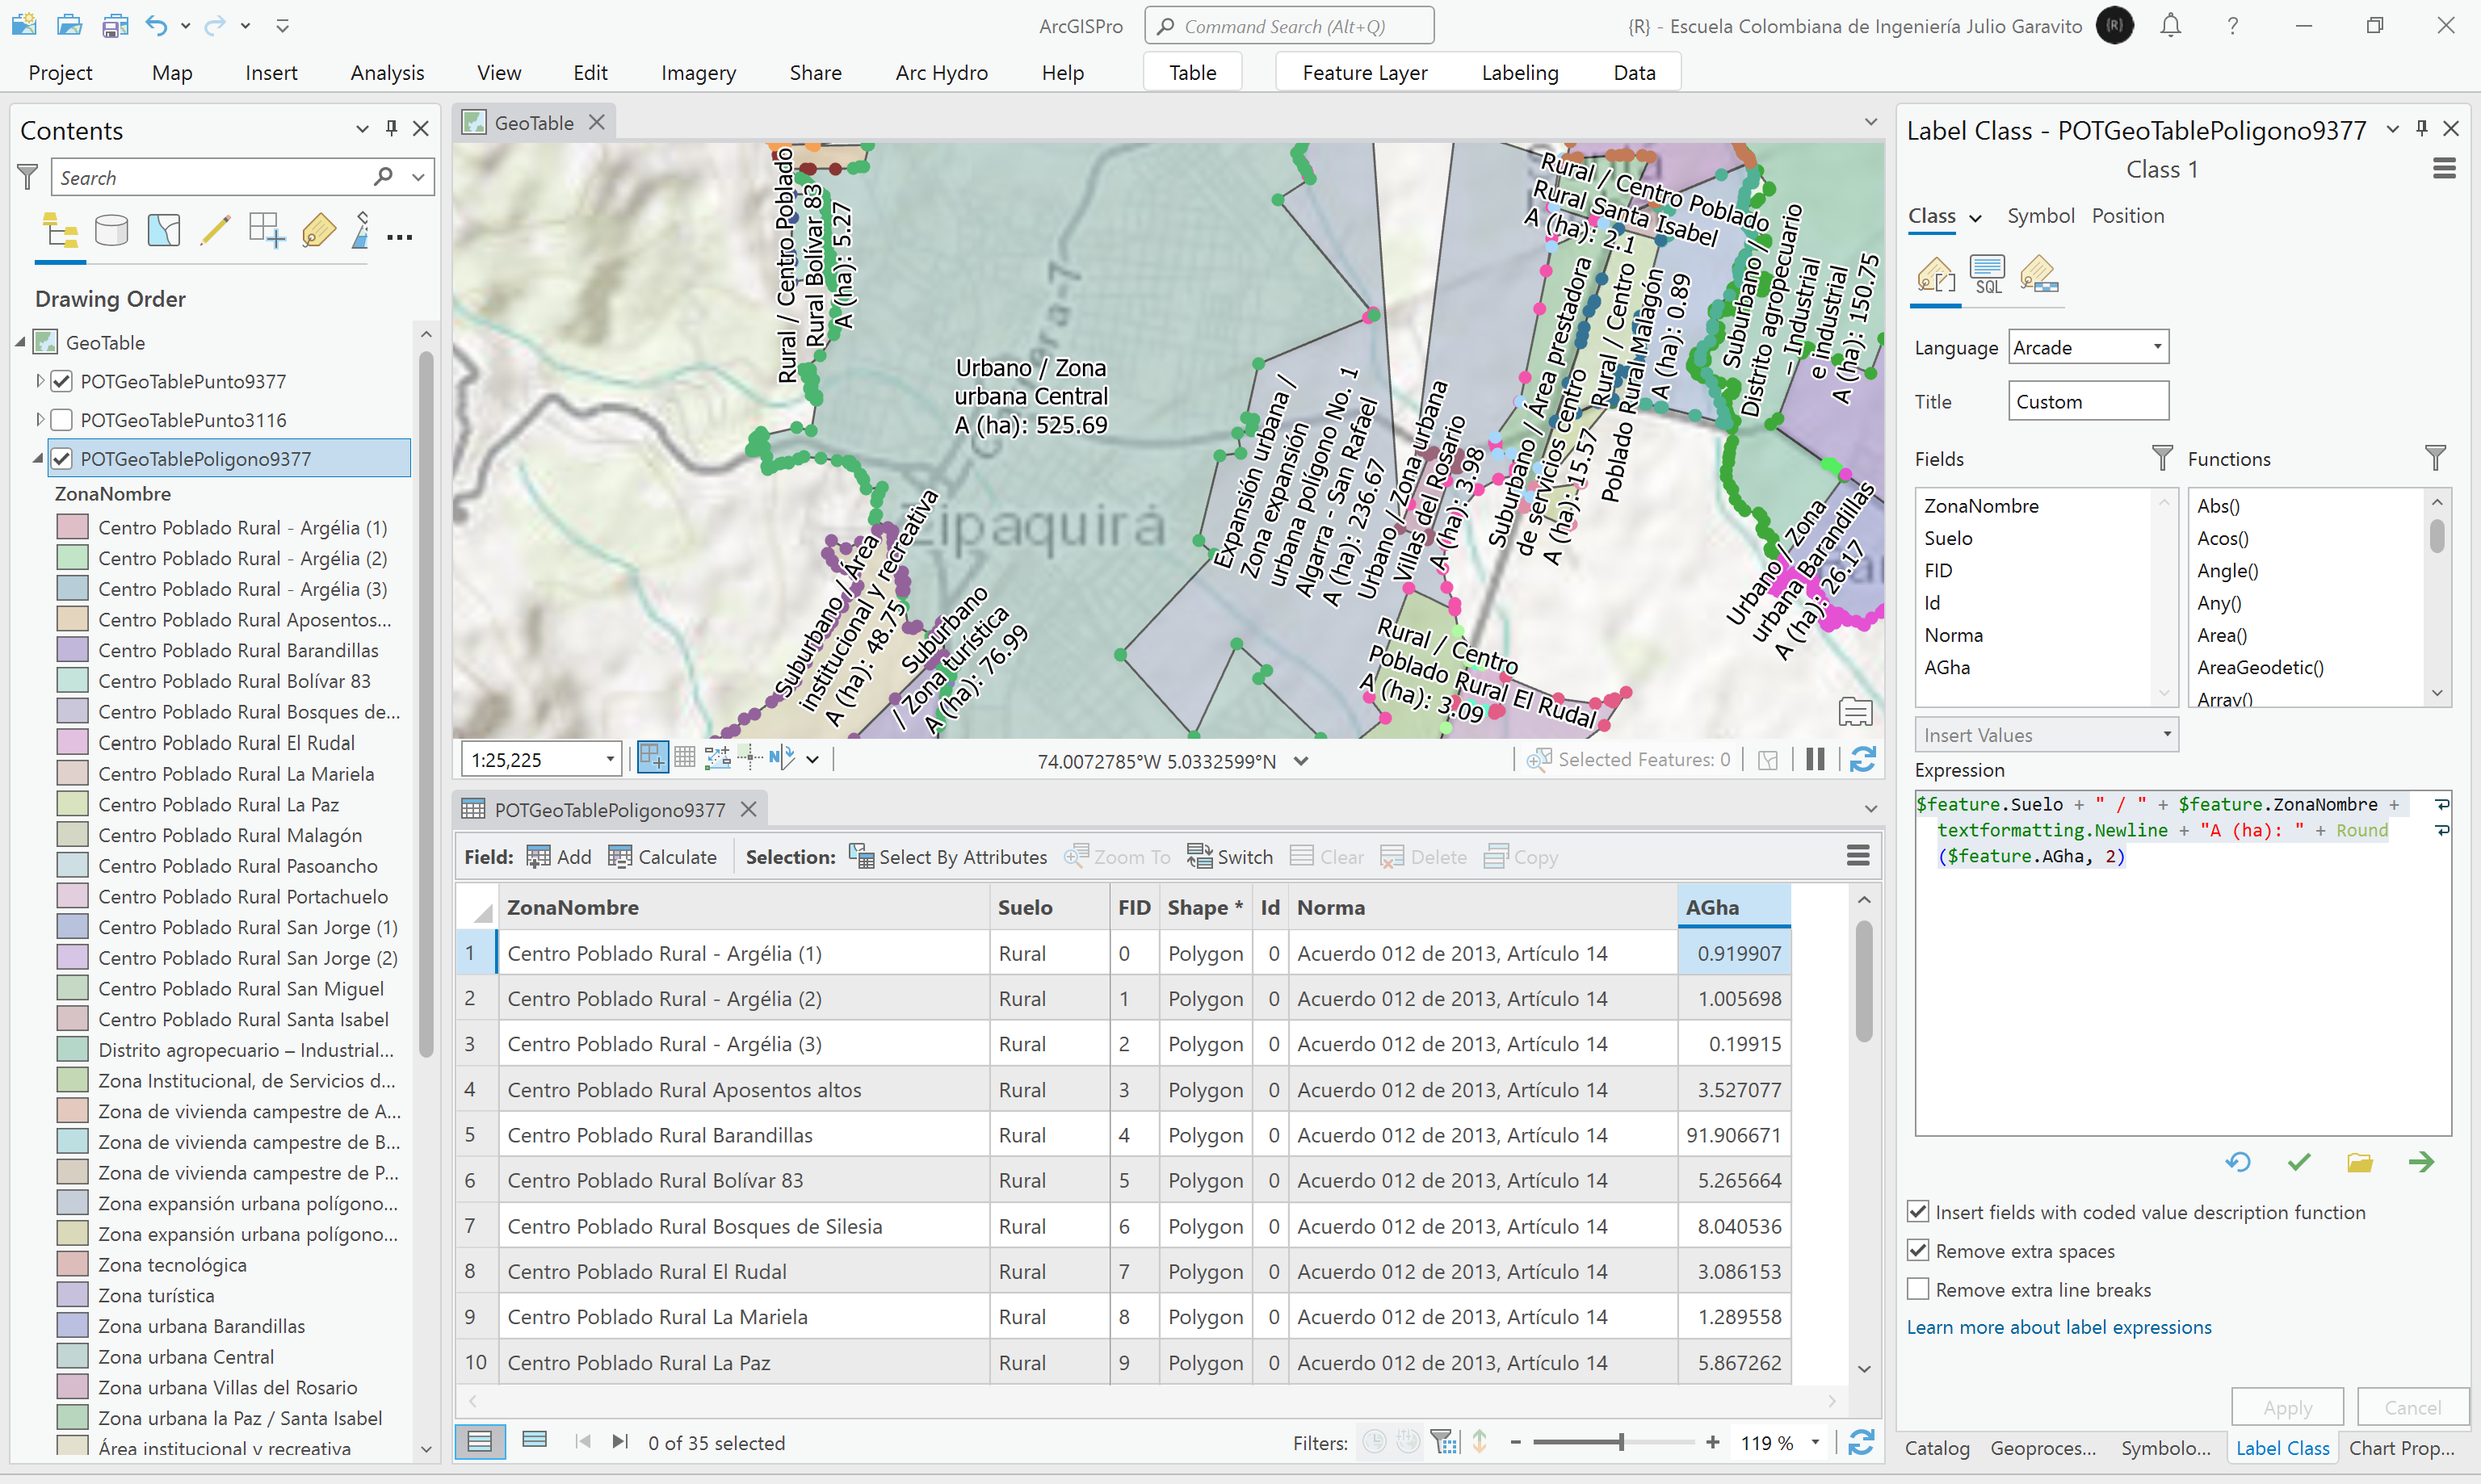 ArcGISPro
Command Search (Alt+Q)
{R} - Escuela Colombiana de Ingeniería Julio Garavito
{R}
?
Project
Map
Insert
Analysis
View
Edit
Imagery
Share
Arc Hydro
Help
Table
Feature Layer
Labeling
Data
Contents
Search
Drawing Order
GeoTable
POTGeoTablePunto9377
POTGeoTablePunto3116
POTGeoTablePoligono9377
ZonaNombre
Centro Poblado Rural - Argélia (1)
Centro Poblado Rural - Argélia (2)
Centro Poblado Rural - Argélia (3)
Centro Poblado Rural Aposentos...
Centro Poblado Rural Barandillas
Centro Poblado Rural Bolívar 83
Centro Poblado Rural Bosques de...
Centro Poblado Rural El Rudal
Centro Poblado Rural La Mariela
Centro Poblado Rural La Paz
Centro Poblado Rural Malagón
Centro Poblado Rural Pasoancho
Centro Poblado Rural Portachuelo
Centro Poblado Rural San Jorge (1)
Centro Poblado Rural San Jorge (2)
Centro Poblado Rural San Miguel
Centro Poblado Rural Santa Isabel
Distrito agropecuario – Industrial...
Zona Institucional, de Servicios d...
Zona de vivienda campestre de A...
Zona de vivienda campestre de B...
Zona de vivienda campestre de P...
Zona expansión urbana polígono...
Zona expansión urbana polígono...
Zona tecnológica
Zona turística
Zona urbana Barandillas
Zona urbana Central
Zona urbana Villas del Rosario
Zona urbana la Paz / Santa Isabel
Área institucional y recreativa
GeoTable
Rural / Centro Poblado
Rural Bolívar 83
A (ha): 5.27
Urbano / Zona
urbana Central
A (ha): 525.69
Zipaquirá
Suburbano / Área
institucional y recreativa
A (ha): 48.75
Suburbano
/ Zona turística
A (ha): 76.99
Expansión urbana /
Zona expansión
urbana polígono No. 1
Algarra - San Rafael
A (ha): 236.67
Urbano / Zona urbana
Villas del Rosario
A (ha): 3.98
Suburbano / Área prestadora
de servicios centro
A (ha): 15.57
Rural / Centro Poblado
Rural Santa Isabel
A (ha): 2.1
Rural / Centro 1
Poblado Rural Malagón
A (ha): 0.89
Suburbano /
Distrito agropecuario
– Industrial
e industrial
A (ha): 150.75
Urbano / Zona
urbana Barandillas
A (ha): 26.17
Rural / Centro
Poblado Rural El Rudal
A (ha): 3.09
1:25,225
N
74.0072785°W 5.0332599°N
Selected Features: 0
POTGeoTablePoligono9377
Field: Add Calculate Selection: Select By Attributes Zoom To Switch Clear Delete Copy
ZonaNombre Suelo FID Shape * Id Norma AGha
1 Centro Poblado Rural - Argélia (1) Rural 0 Polygon 0 Acuerdo 012 de 2013, Artículo 14 0.919907
2 Centro Poblado Rural - Argélia (2) Rural 1 Polygon 0 Acuerdo 012 de 2013, Artículo 14 1.005698
3 Centro Poblado Rural - Argélia (3) Rural 2 Polygon 0 Acuerdo 012 de 2013, Artículo 14 0.19915
4 Centro Poblado Rural Aposentos altos Rural 3 Polygon 0 Acuerdo 012 de 2013, Artículo 14 3.527077
5 Centro Poblado Rural Barandillas Rural 4 Polygon 0 Acuerdo 012 de 2013, Artículo 14 91.906671
6 Centro Poblado Rural Bolívar 83 Rural 5 Polygon 0 Acuerdo 012 de 2013, Artículo 14 5.265664
7 Centro Poblado Rural Bosques de Silesia Rural 6 Polygon 0 Acuerdo 012 de 2013, Artículo 14 8.040536
8 Centro Poblado Rural El Rudal Rural 7 Polygon 0 Acuerdo 012 de 2013, Artículo 14 3.086153
9 Centro Poblado Rural La Mariela Rural 8 Polygon 0 Acuerdo 012 de 2013, Artículo 14 1.289558
10 Centro Poblado Rural La Paz Rural 9 Polygon 0 Acuerdo 012 de 2013, Artículo 14 5.867262
0 of 35 selected
Filters:
119 %
Label Class - POTGeoTablePoligono9377
Class 1
Class
Symbol
Position
SQL
Language
Arcade
Title
Custom
Fields
Functions
ZonaNombre
Suelo
FID
Id
Norma
AGha
Abs()
Acos()
Angle()
Any()
Area()
AreaGeodetic()
Array()
Insert Values
Expression
$feature.Suelo + " / " + $feature.ZonaNombre +
textformatting.Newline + "A (ha): " + Round
($feature.AGha, 2)
Insert fields with coded value description function
Remove extra spaces
Remove extra line breaks
Learn more about label expressions
Apply
Cancel
Catalog
Geoproces...
Symbolo...
Label Class
Chart Prop...